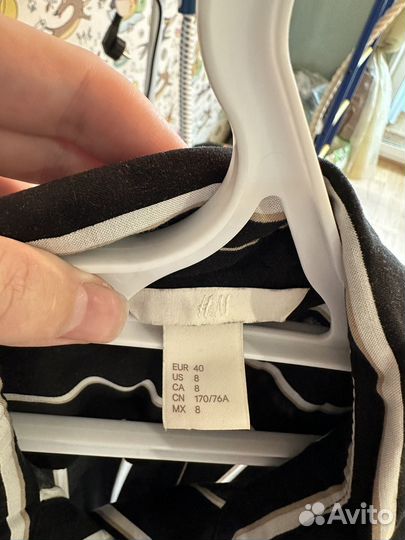 H&M
EUR 40
US 8
CA 8
CN 170/76A
MX 8
Avito